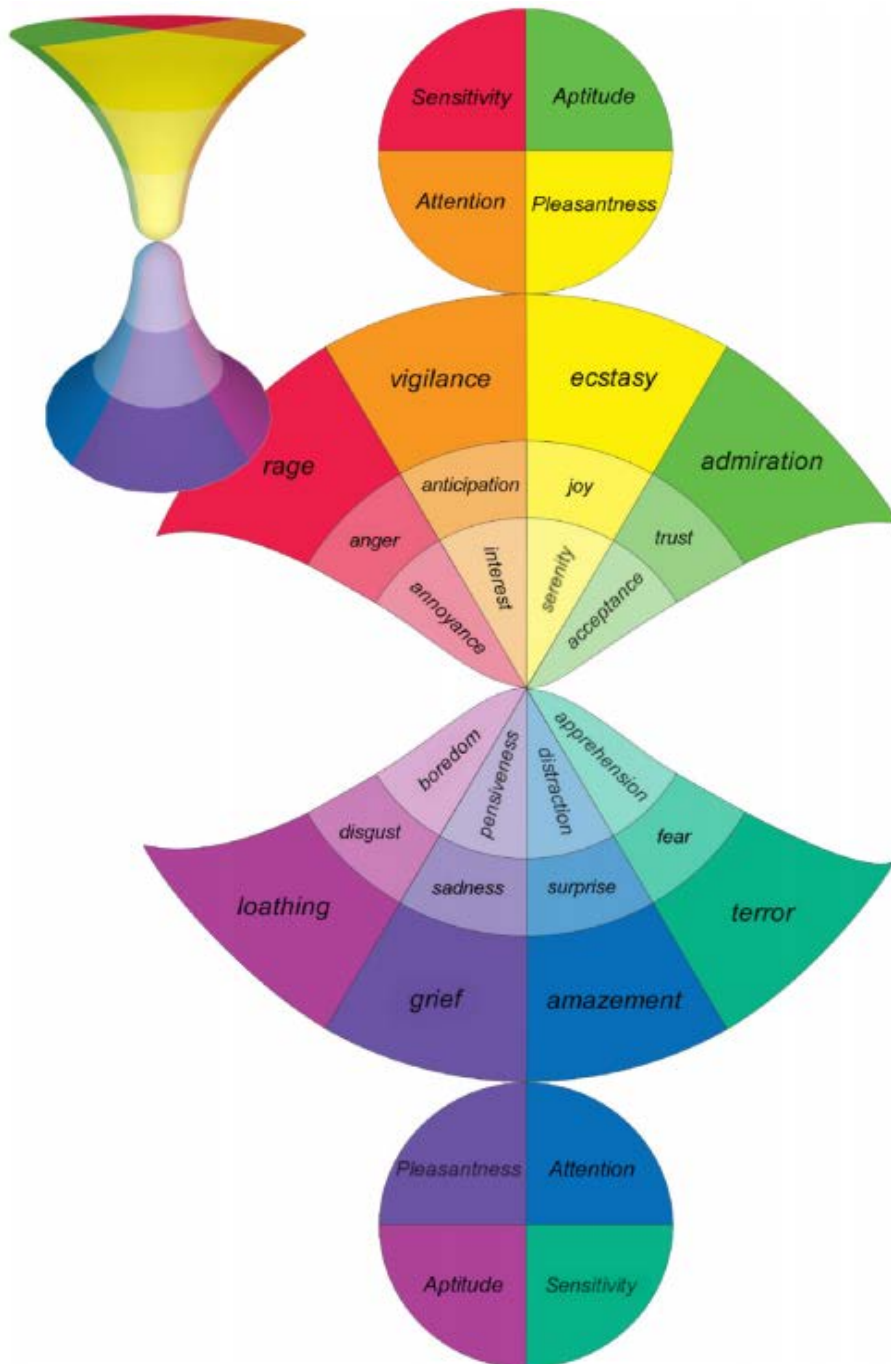 Sensitivity
Aptitude
Attention
Pleasantness
vigilance
ecstasy
rage
admiration
anticipation
joy
anger
trust
interest
serenity
annoyance
acceptance
boredom
pensiveness
distraction
apprehension
disgust
fear
sadness
surprise
loathing
terror
grief
amazement
Pleasantness
Attention
Aptitude
Sensitivity